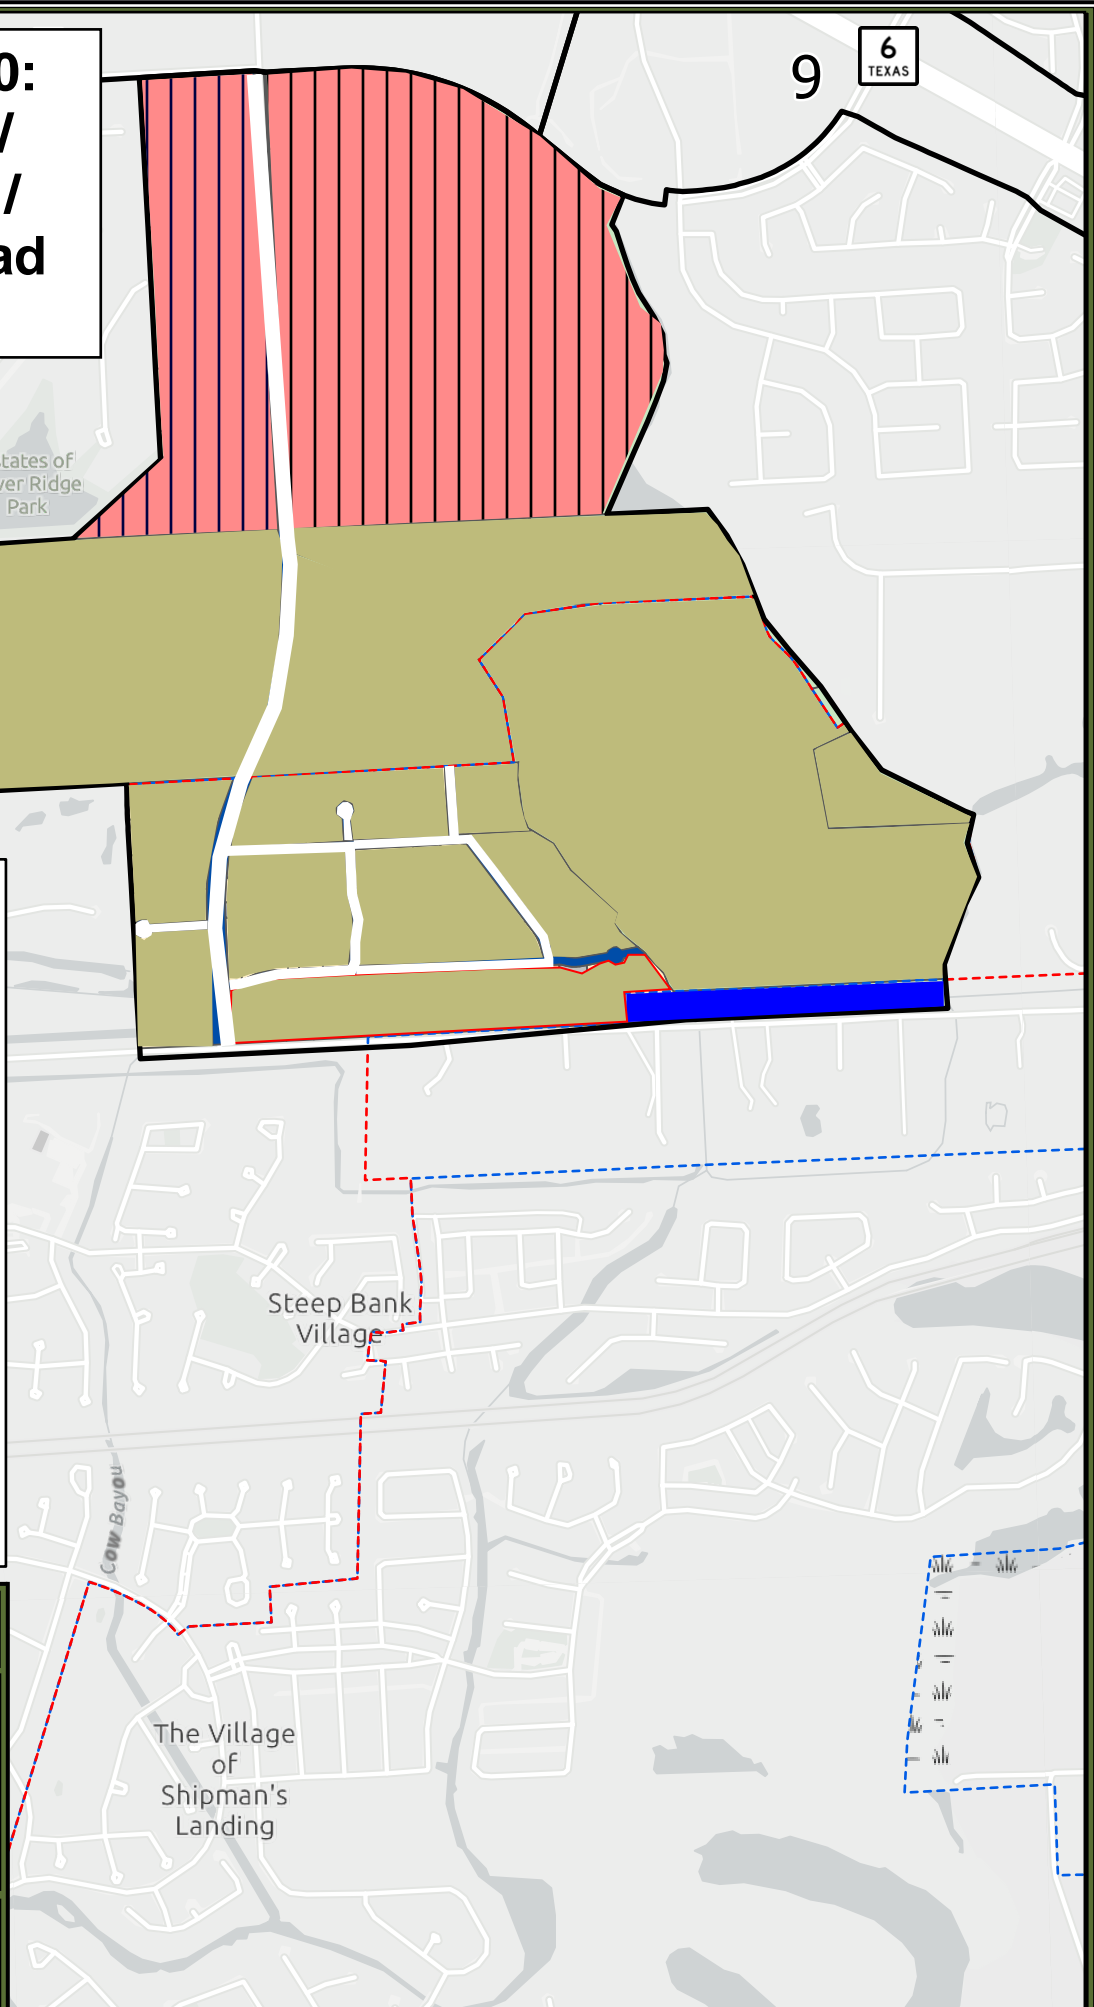 0:
/
/
ad
9
6
TEXAS
tates of
ver Ridge
Park
Steep Bank
Village
Cow Bayou
The Village
of
Shipman's
Landing